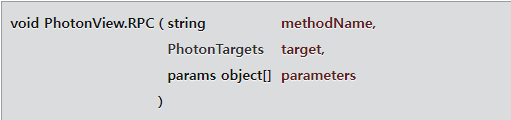 void PhotonView.RPC ( string methodName,
PhotonTargets target,
params object[] parameters
)